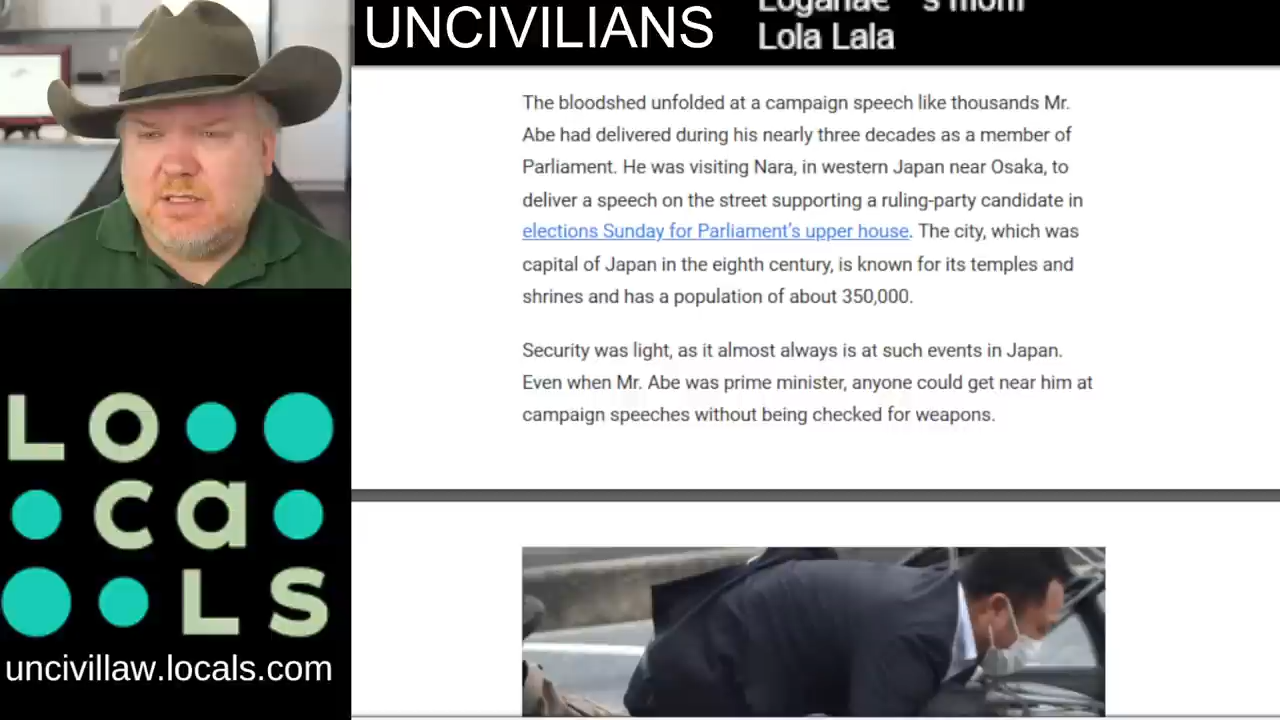 UNCIVILIANS
Loganae 's mom
Lola Lala
The bloodshed unfolded at a campaign speech like thousands Mr.
Abe had delivered during his nearly three decades as a member of
Parliament. He was visiting Nara, in western Japan near Osaka, to
deliver a speech on the street supporting a ruling-party candidate in
elections Sunday for Parliament's upper house. The city, which was
capital of Japan in the eighth century, is known for its temples and
shrines and has a population of about 350,000.
Security was light, as it almost always is at such events in Japan.
Even when Mr. Abe was prime minister, anyone could get near him at
campaign speeches without being checked for weapons.
LO
ca
LS
uncivillaw.locals.com